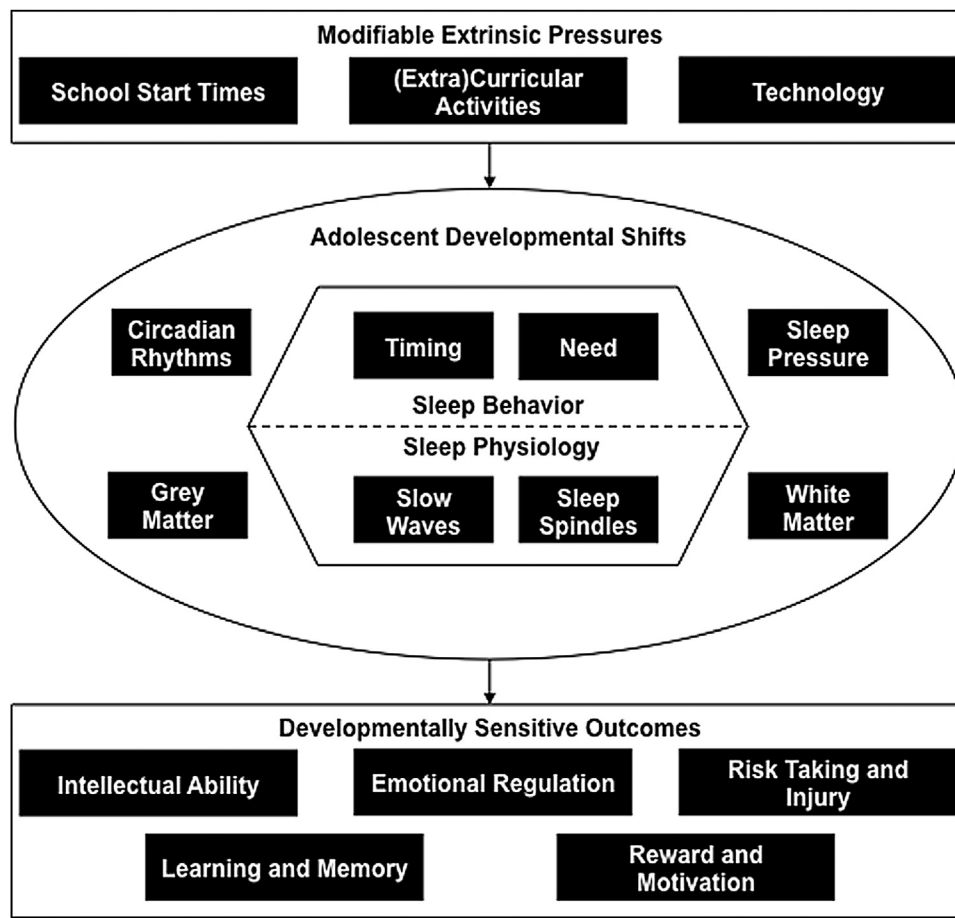 Modifiable Extrinsic Pressures
School Start Times
(Extra)Curricular
Activities
Technology
Adolescent Developmental Shifts
Circadian
Rhythms
Timing
Need
Sleep
Pressure
Sleep Behavior
Sleep Physiology
Grey
Matter
Slow
Waves
Sleep
Spindles
White
Matter
Developmentally Sensitive Outcomes
Intellectual Ability
Emotional Regulation
Risk Taking and
Injury
Learning and Memory
Reward and
Motivation